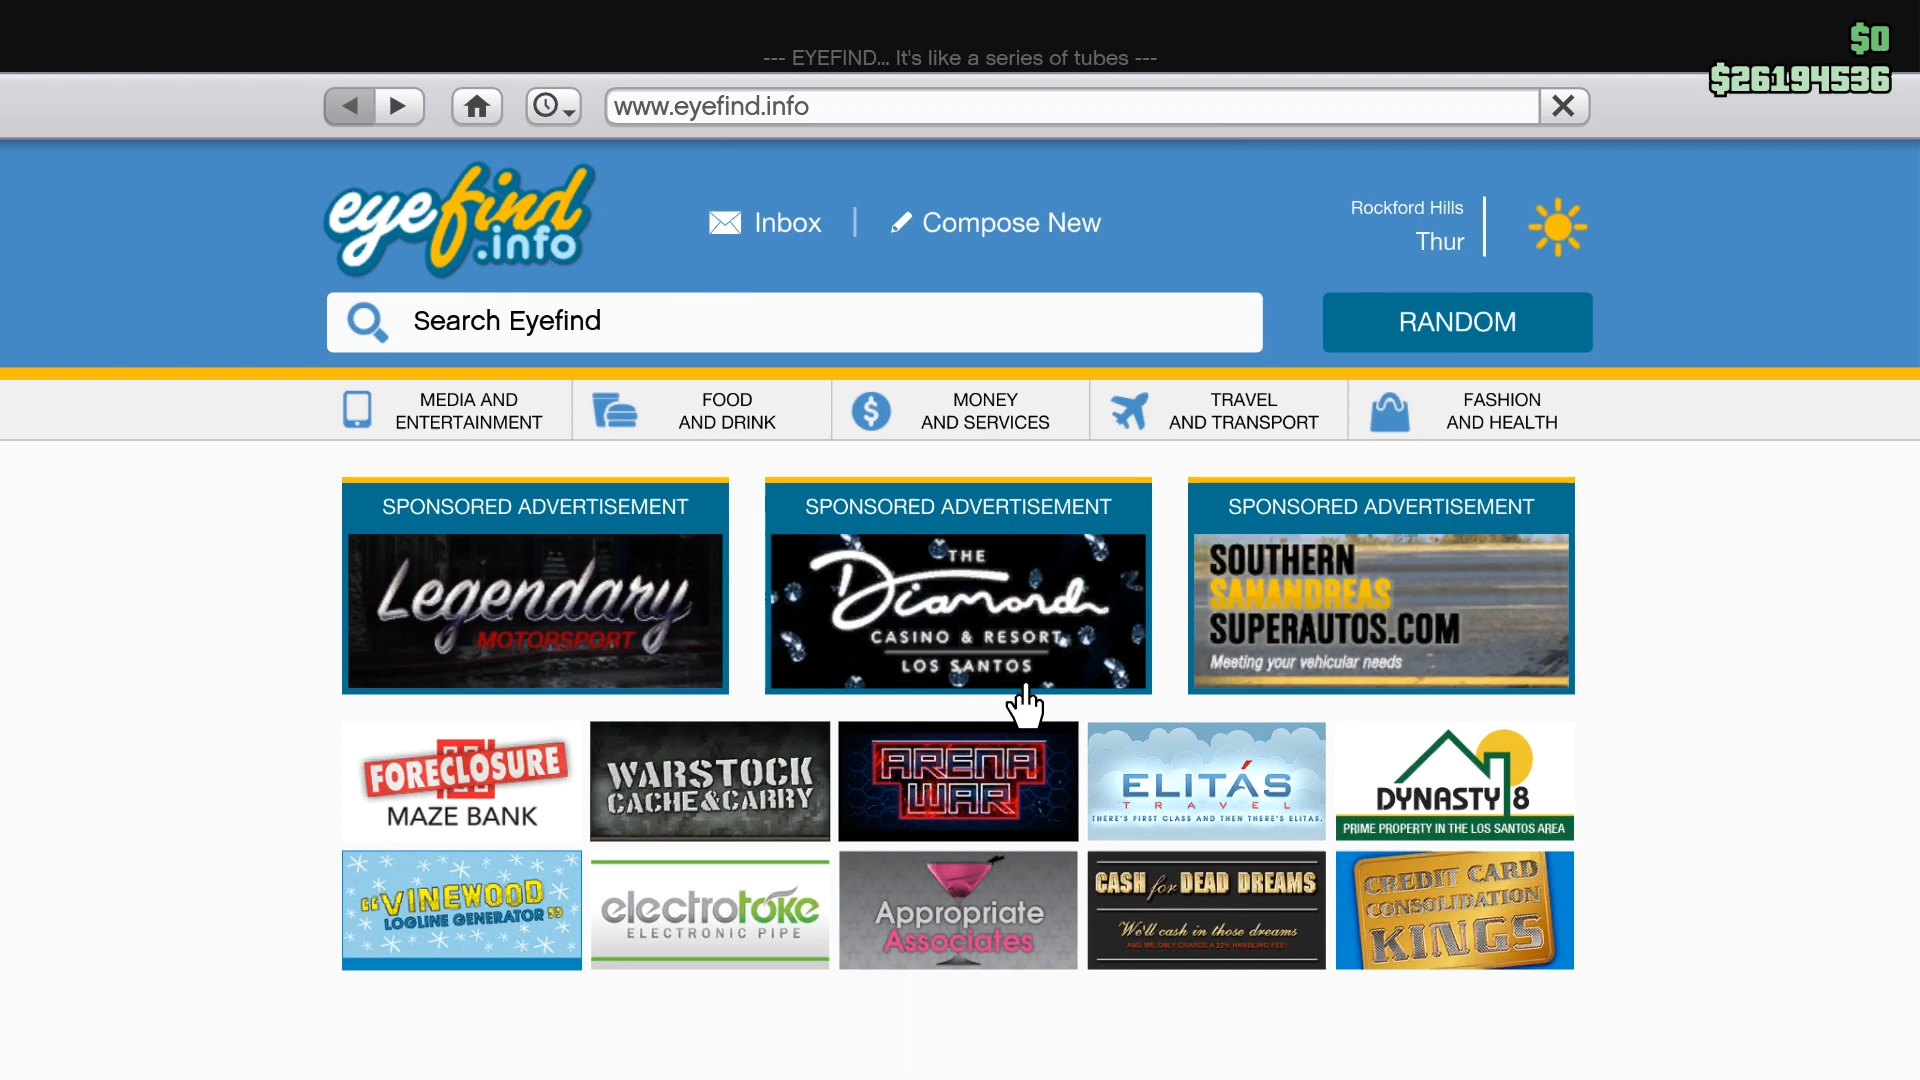 $0
--- EYEFIND... It's like a series of tubes ---
$26194536
www.eyefind.info
eyefind
.info
Inbox
Compose New
Rockford Hills
Thur
Search Eyefind
RANDOM
MEDIA AND
ENTERTAINMENT
FOOD
AND DRINK
MONEY
AND SERVICES
TRAVEL
AND TRANSPORT
FASHION
AND HEALTH
SPONSORED ADVERTISEMENT
Legendary
MOTORSPORT
SPONSORED ADVERTISEMENT
THE
Diamond
CASINO & RESORT
LOS SANTOS
SPONSORED ADVERTISEMENT
SOUTHERN
SANANDREAS
SUPERAUTOS.COM
Meeting your vehicular needs
FORECLOSURE
MAZE BANK
WARSTOCK
CACHE&CARRY
ARENA
WAR
ELITÁS
TRAVEL
THERE'S FIRST CLASS AND THEN THERE'S ELITAS.
DYNASTY 8
PRIME PROPERTY IN THE LOS SANTOS AREA
"VINEWOOD
LOGLINE GENERATOR"
electrotoke
ELECTRONIC PIPE
Appropriate
Associates
CASH for DEAD DREAMS
We'll cash in those dreams
AND WE ONLY CHARGE A 22% HANDLING FEE!
CREDIT CARD
CONSOLIDATION
KINGS